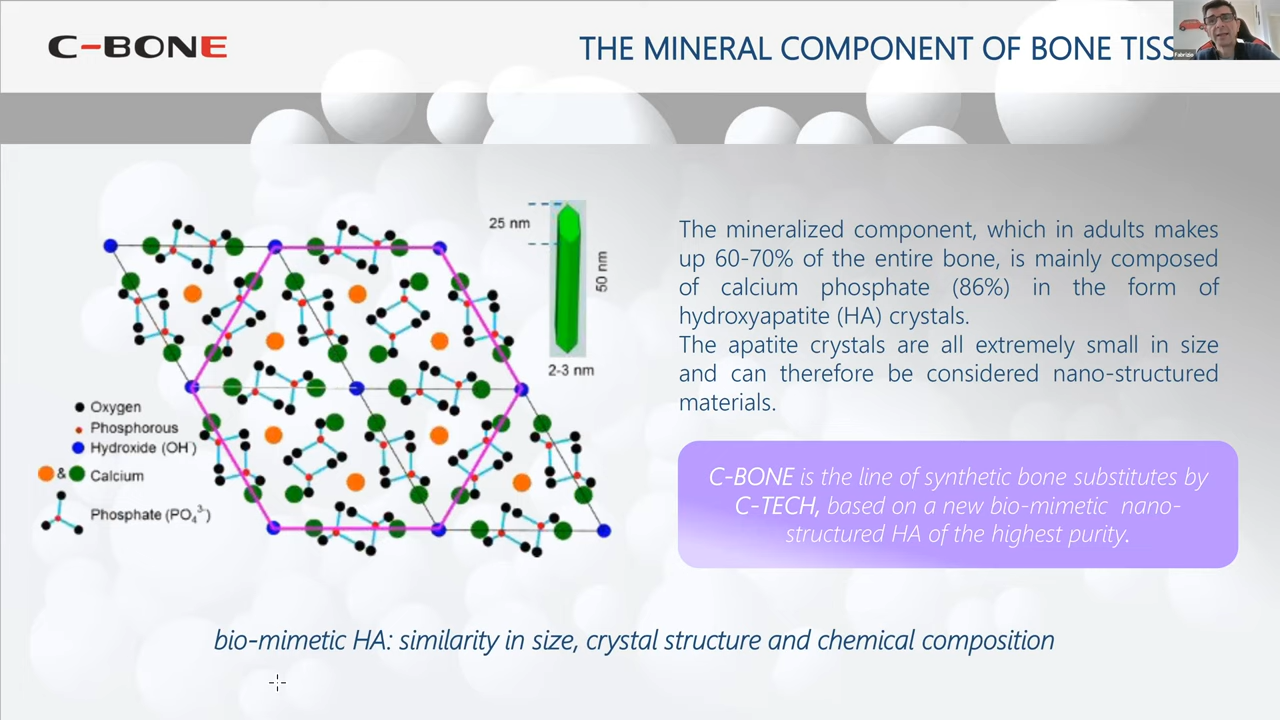 C-BONE
THE MINERAL COMPONENT OF BONE TISS
Fabrizio
25 nm
50 nm
2-3 nm
Oxygen
Phosphorous
Hydroxide (OH⁻)
& Calcium
Phosphate (PO₄³⁻)
The mineralized component, which in adults makes
up 60-70% of the entire bone, is mainly composed
of calcium phosphate (86%) in the form of
hydroxyapatite (HA) crystals.
The apatite crystals are all extremely small in size
and can therefore be considered nano-structured
materials.
C-BONE is the line of synthetic bone substitutes by
C-TECH, based on a new bio-mimetic nano-
structured HA of the highest purity.
bio-mimetic HA: similarity in size, crystal structure and chemical composition